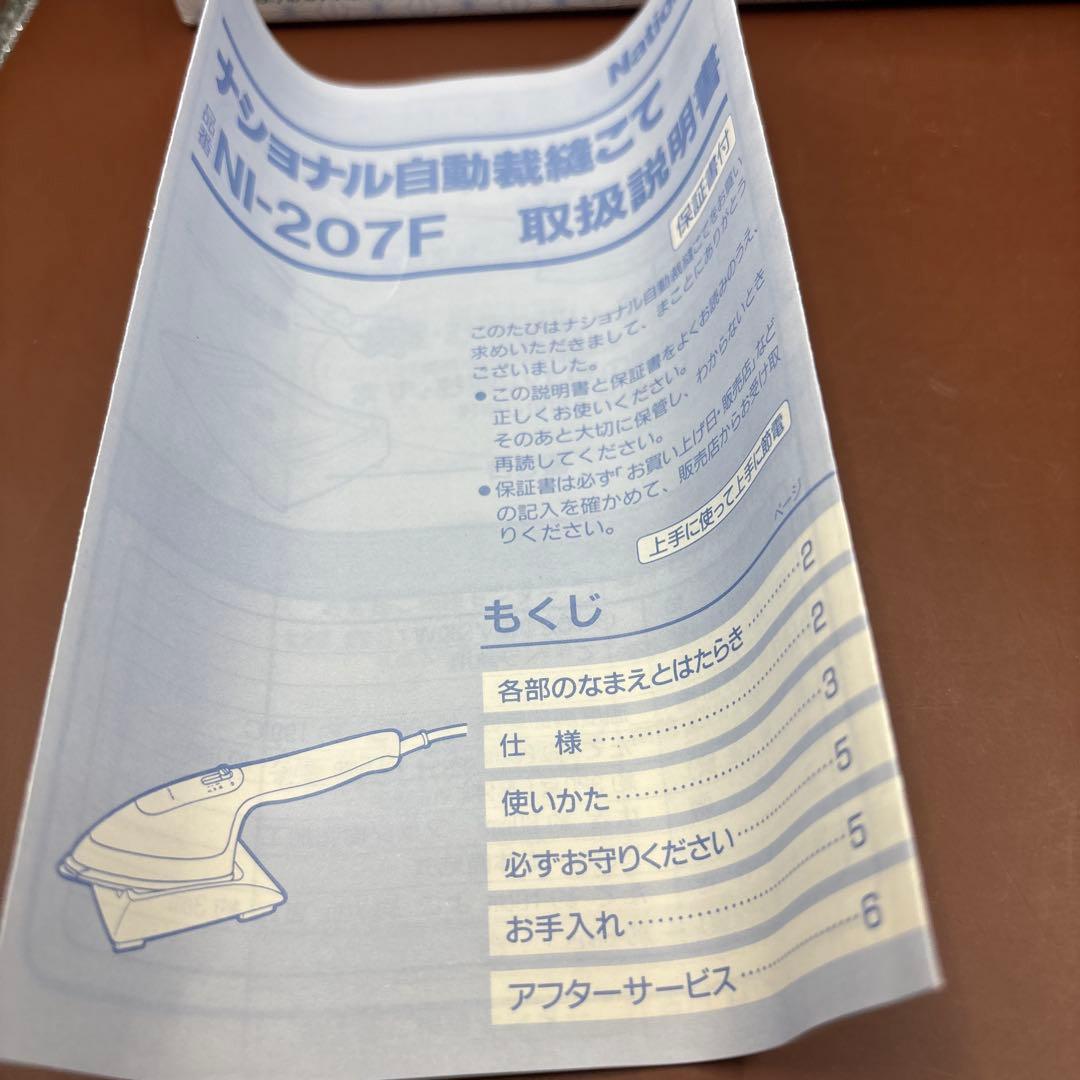 Natio
ナショナル自動裁縫こて
品番 NI-207F 取扱説明書
保証書付
このたびはナショナル自動裁縫こてをお買い
求めいただきまして、まことにありがとう
ございました。
●この説明書と保証書をよくお読みのうえ、
正しくお使いください。
そのあと大切に保管し、わからないとき
再読してください。
●保証書は必ず「お買い上げ日・販売店」など
の記入を確かめて、販売店からお受け取
りください。
上手に使って上手に節電
もくじ
ページ
各部のなまえとはたらき 2
仕 様 2
使いかた 3
必ずお守りください 5
お手入れ 5
アフターサービス 6